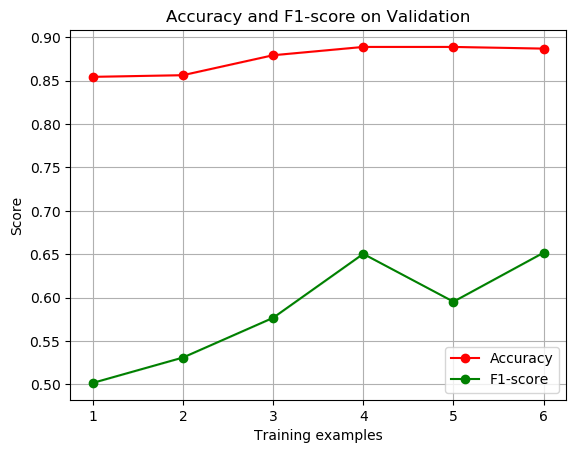 Accuracy and F1-score on Validation
0.90
0.85
0.80
0.75
0.70
0.65
0.60
0.55
0.50
Score
Accuracy
F1-score
1 2 3 4 5 6
Training examples